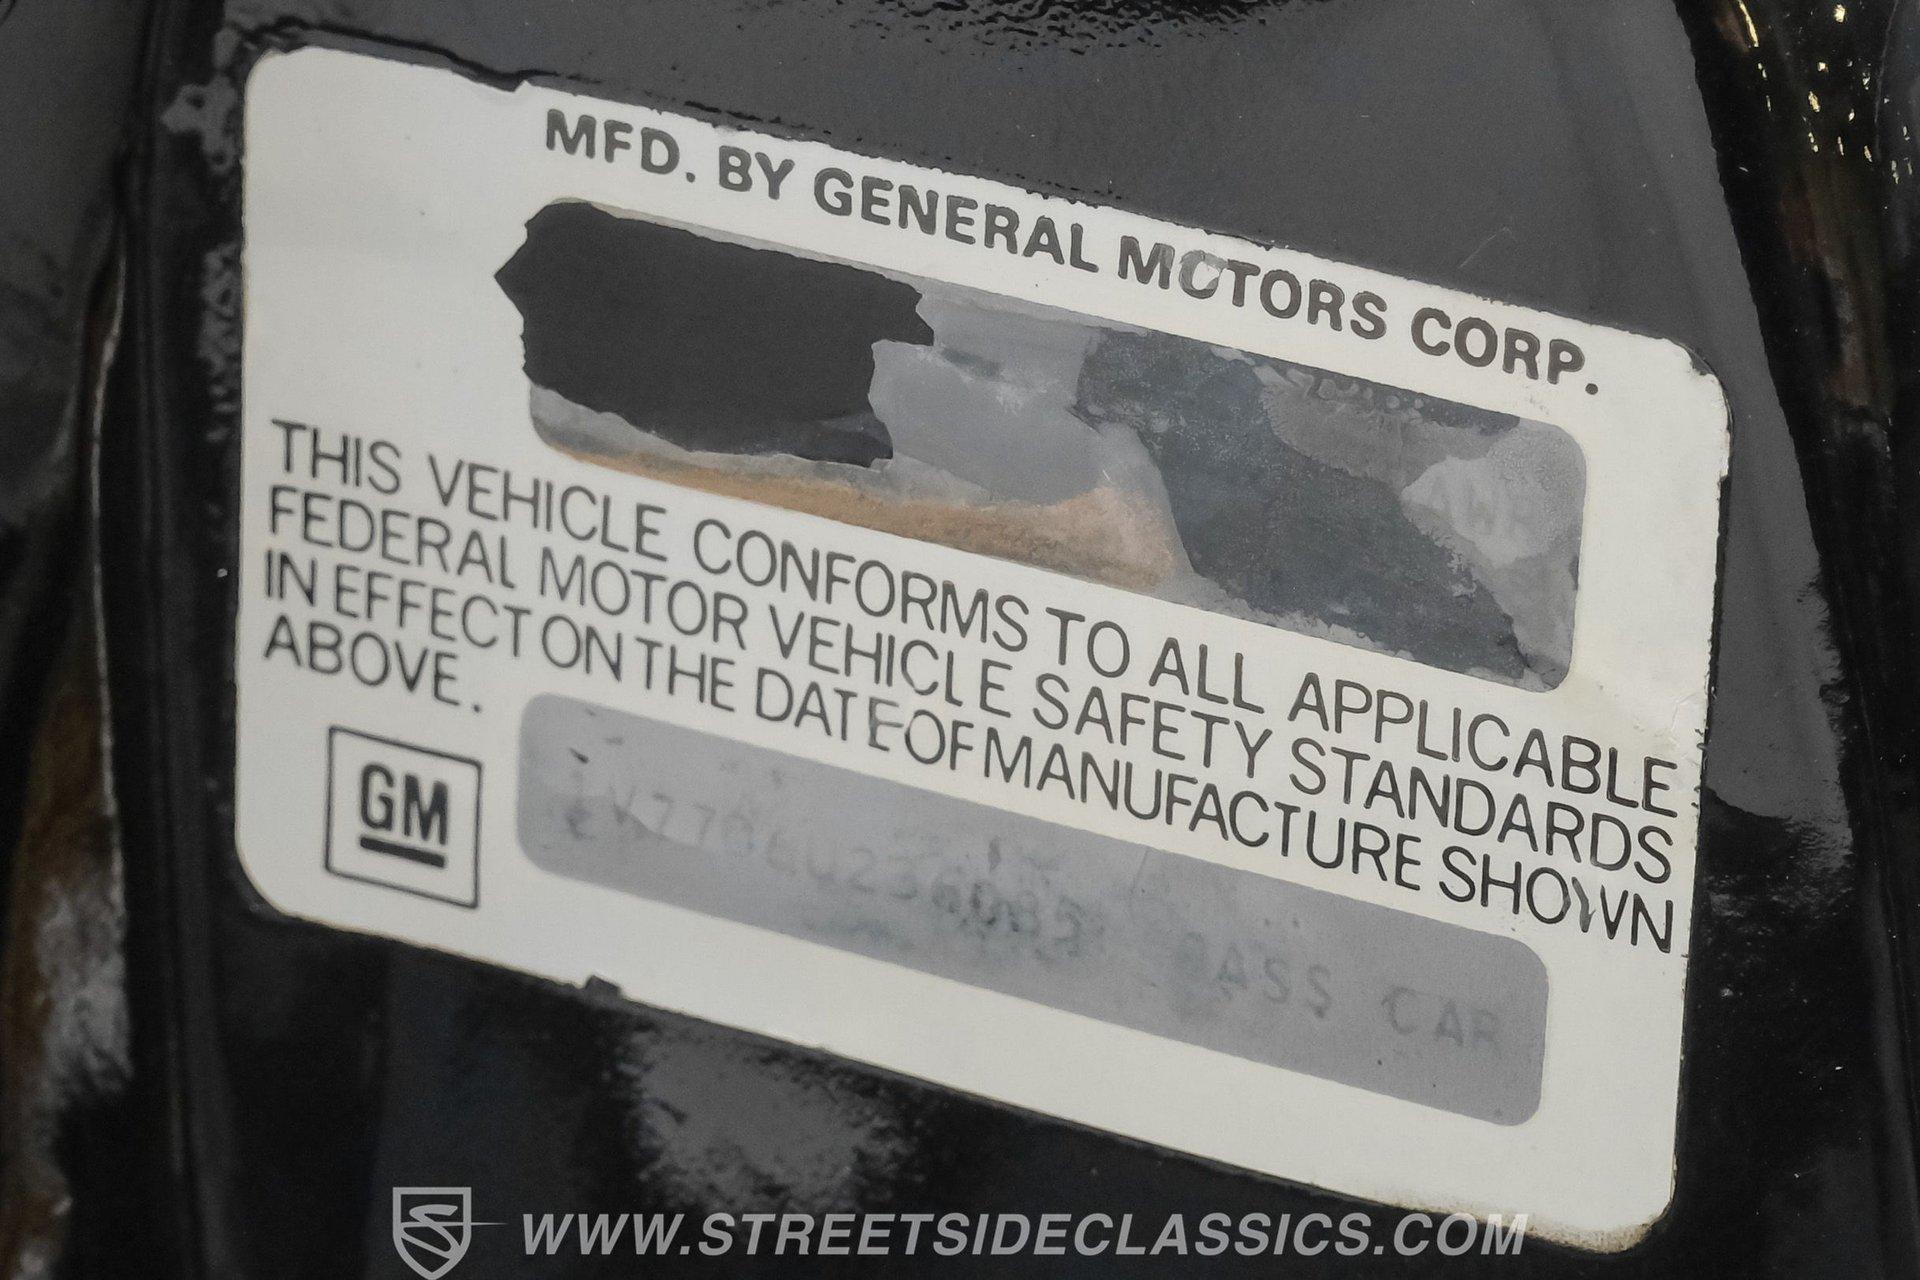 MFD. BY GENERAL MOTORS CORP.
THIS VEHICLE CONFORMS TO ALL APPLICABLE
FEDERAL MOTOR VEHICLE SAFETY STANDARDS
IN EFFECT ON THE DATE OF MANUFACTURE SHOWN
ABOVE.
GM
PASS CAR
WWW.STREETSIDECLASSICS.COM